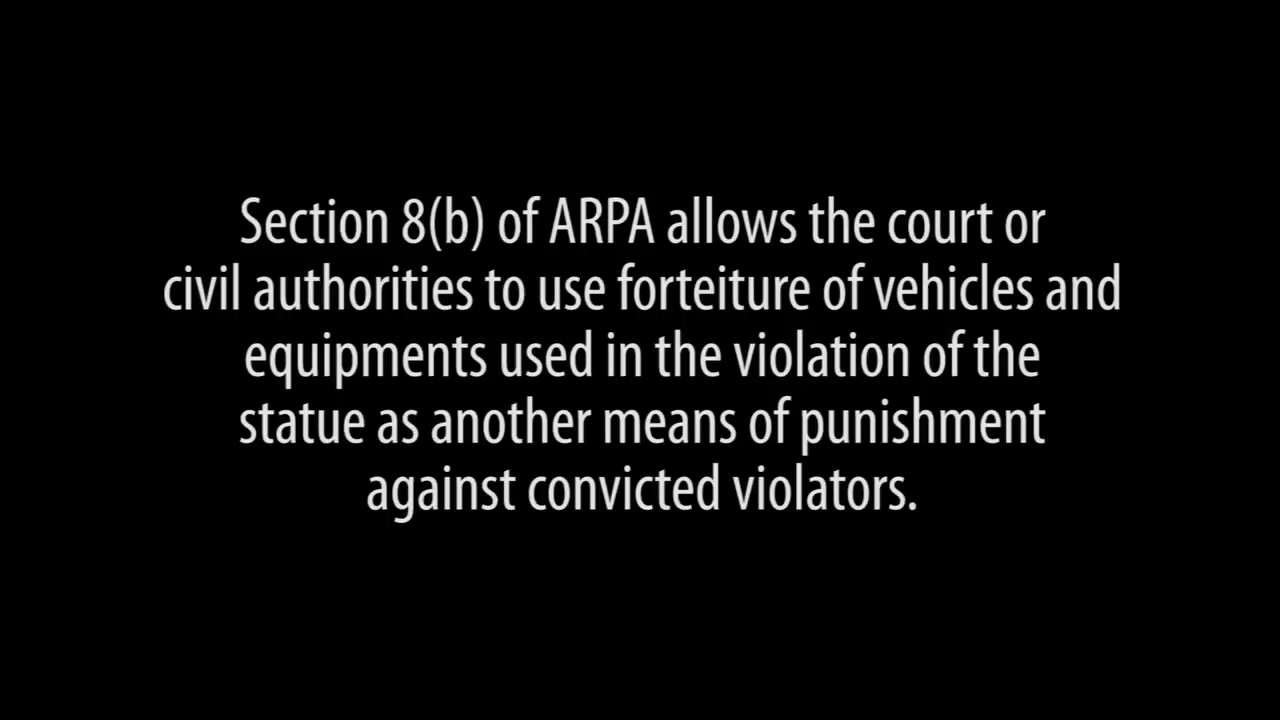 Section 8(b) of ARPA allows the court or
civil authorities to use forteiture of vehicles and
equipments used in the violation of the
statue as another means of punishment
against convicted violators.